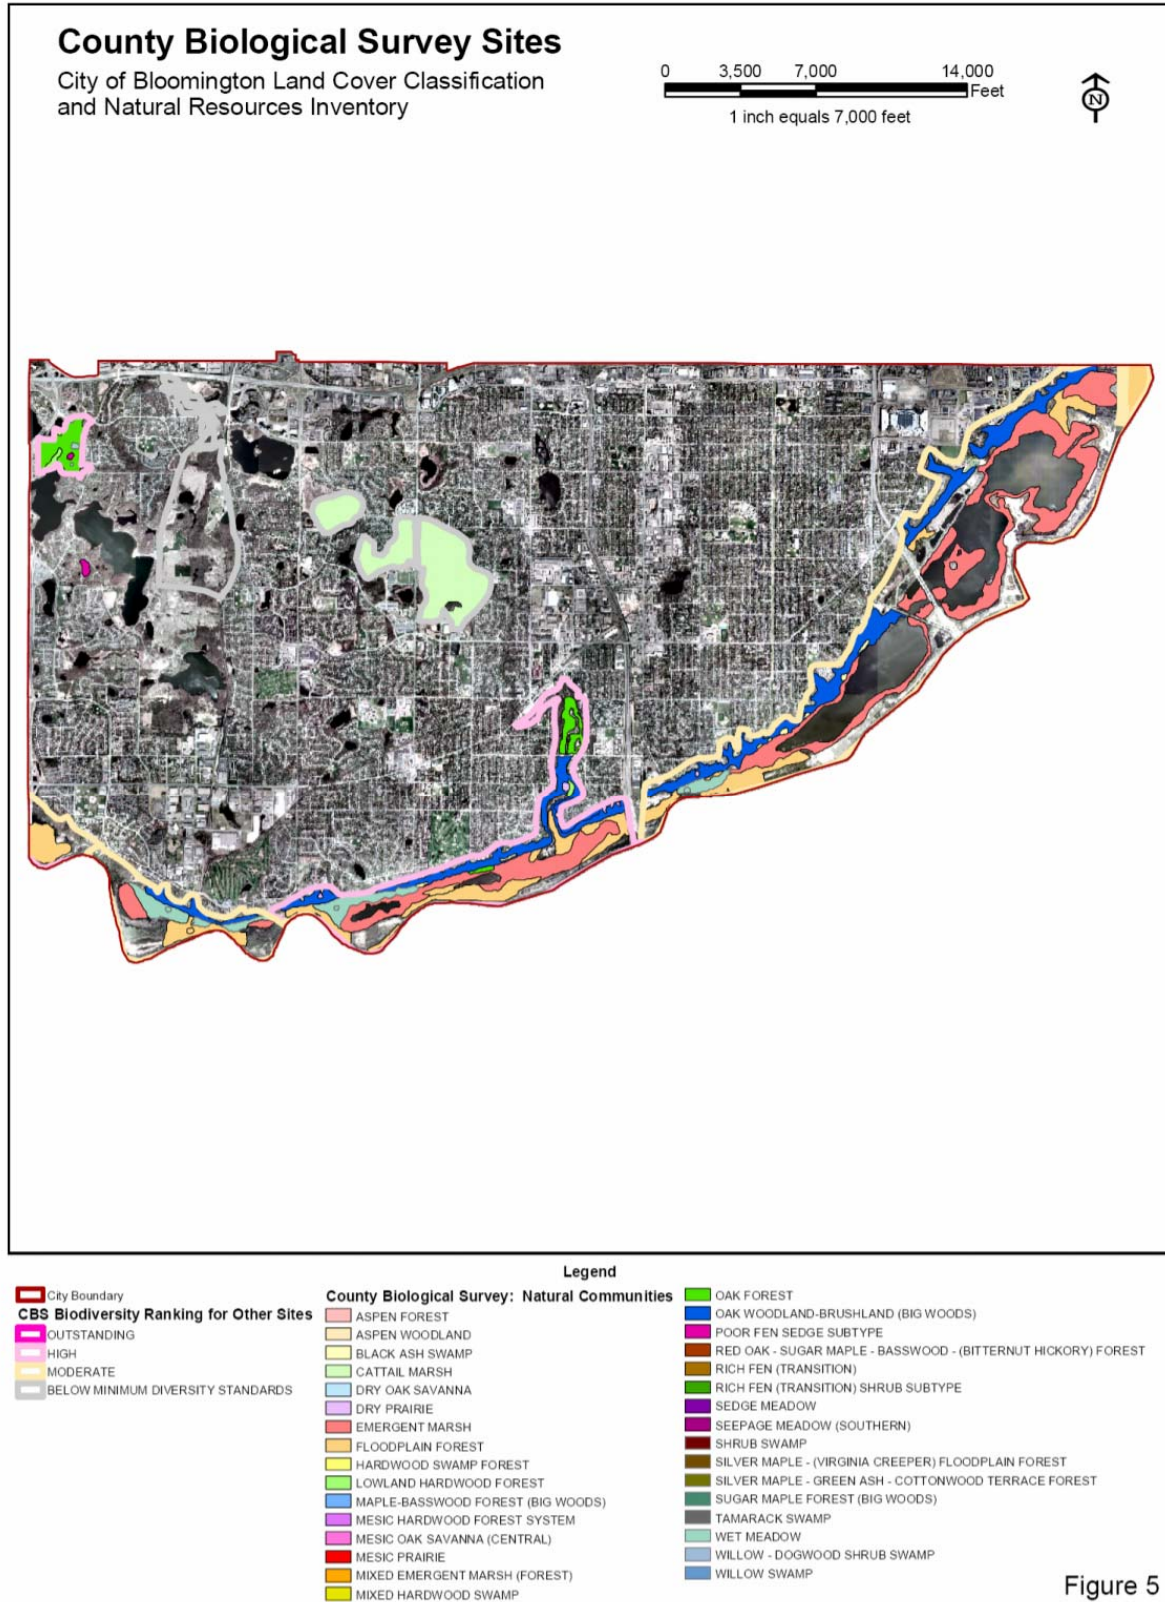 County Biological Survey Sites
City of Bloomington Land Cover Classification
and Natural Resources Inventory
0 3,500 7,000 14,000
Feet
1 inch equals 7,000 feet
N
Legend
City Boundary
CBS Biodiversity Ranking for Other Sites
OUTSTANDING
HIGH
MODERATE
BELOW MINIMUM DIVERSITY STANDARDS
County Biological Survey: Natural Communities
ASPEN FOREST
ASPEN WOODLAND
BLACK ASH SWAMP
CATTAIL MARSH
DRY OAK SAVANNA
DRY PRAIRIE
EMERGENT MARSH
FLOODPLAIN FOREST
HARDWOOD SWAMP FOREST
LOWLAND HARDWOOD FOREST
MAPLE-BASSWOOD FOREST (BIG WOODS)
MESIC HARDWOOD FOREST SYSTEM
MESIC OAK SAVANNA (CENTRAL)
MESIC PRAIRIE
MIXED EMERGENT MARSH (FOREST)
MIXED HARDWOOD SWAMP
OAK FOREST
OAK WOODLAND-BRUSHLAND (BIG WOODS)
POOR FEN SEDGE SUBTYPE
RED OAK - SUGAR MAPLE - BASSWOOD - (BITTERNUT HICKORY) FOREST
RICH FEN (TRANSITION)
RICH FEN (TRANSITION) SHRUB SUBTYPE
SEDGE MEADOW
SEEPAGE MEADOW (SOUTHERN)
SHRUB SWAMP
SILVER MAPLE - (VIRGINIA CREEPER) FLOODPLAIN FOREST
SILVER MAPLE - GREEN ASH - COTTONWOOD TERRACE FOREST
SUGAR MAPLE FOREST (BIG WOODS)
TAMARACK SWAMP
WET MEADOW
WILLOW - DOGWOOD SHRUB SWAMP
WILLOW SWAMP
Figure 5